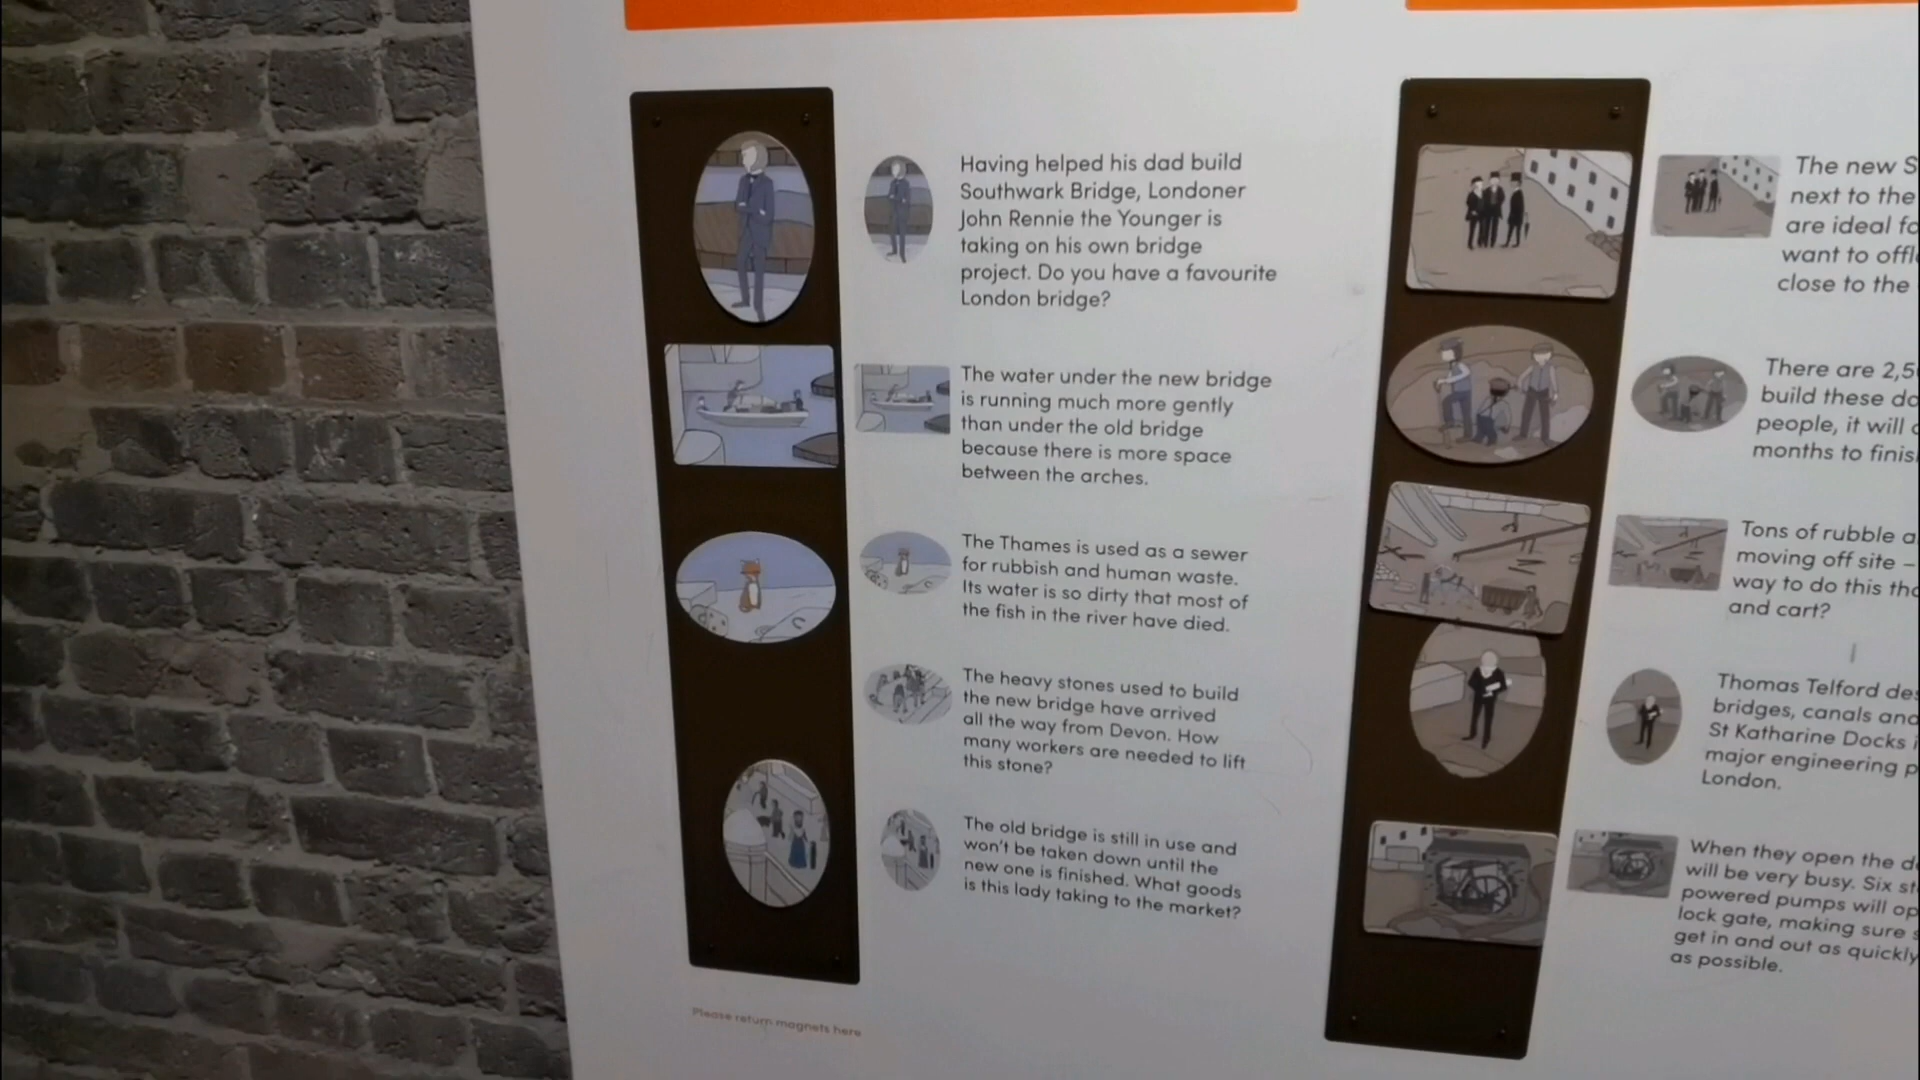 Having helped his dad build
Southwark Bridge, Londoner
John Rennie the Younger is
taking on his own bridge
project. Do you have a favourite
London bridge?
The water under the new bridge
is running much more gently
than under the old bridge
because there is more space
between the arches.
The Thames is used as a sewer
for rubbish and human waste.
Its water is so dirty that most of
the fish in the river have died.
The heavy stones used to build
the new bridge have arrived
all the way from Devon. How
many workers are needed to lift
this stone?
The old bridge is still in use and
won't be taken down until the
new one is finished. What goods
is this lady taking to the market?
Please return magnets here
The new S
next to the
are ideal fo
want to offl
close to the
There are 2,5
build these do
people, it will
months to finis
Tons of rubble a
moving off site –
way to do this tha
and cart?
Thomas Telford des
bridges, canals and
St Katharine Docks i
major engineering p
London.
When they open the d
will be very busy. Six st
powered pumps will op
lock gate, making sure s
get in and out as quickly
as possible.